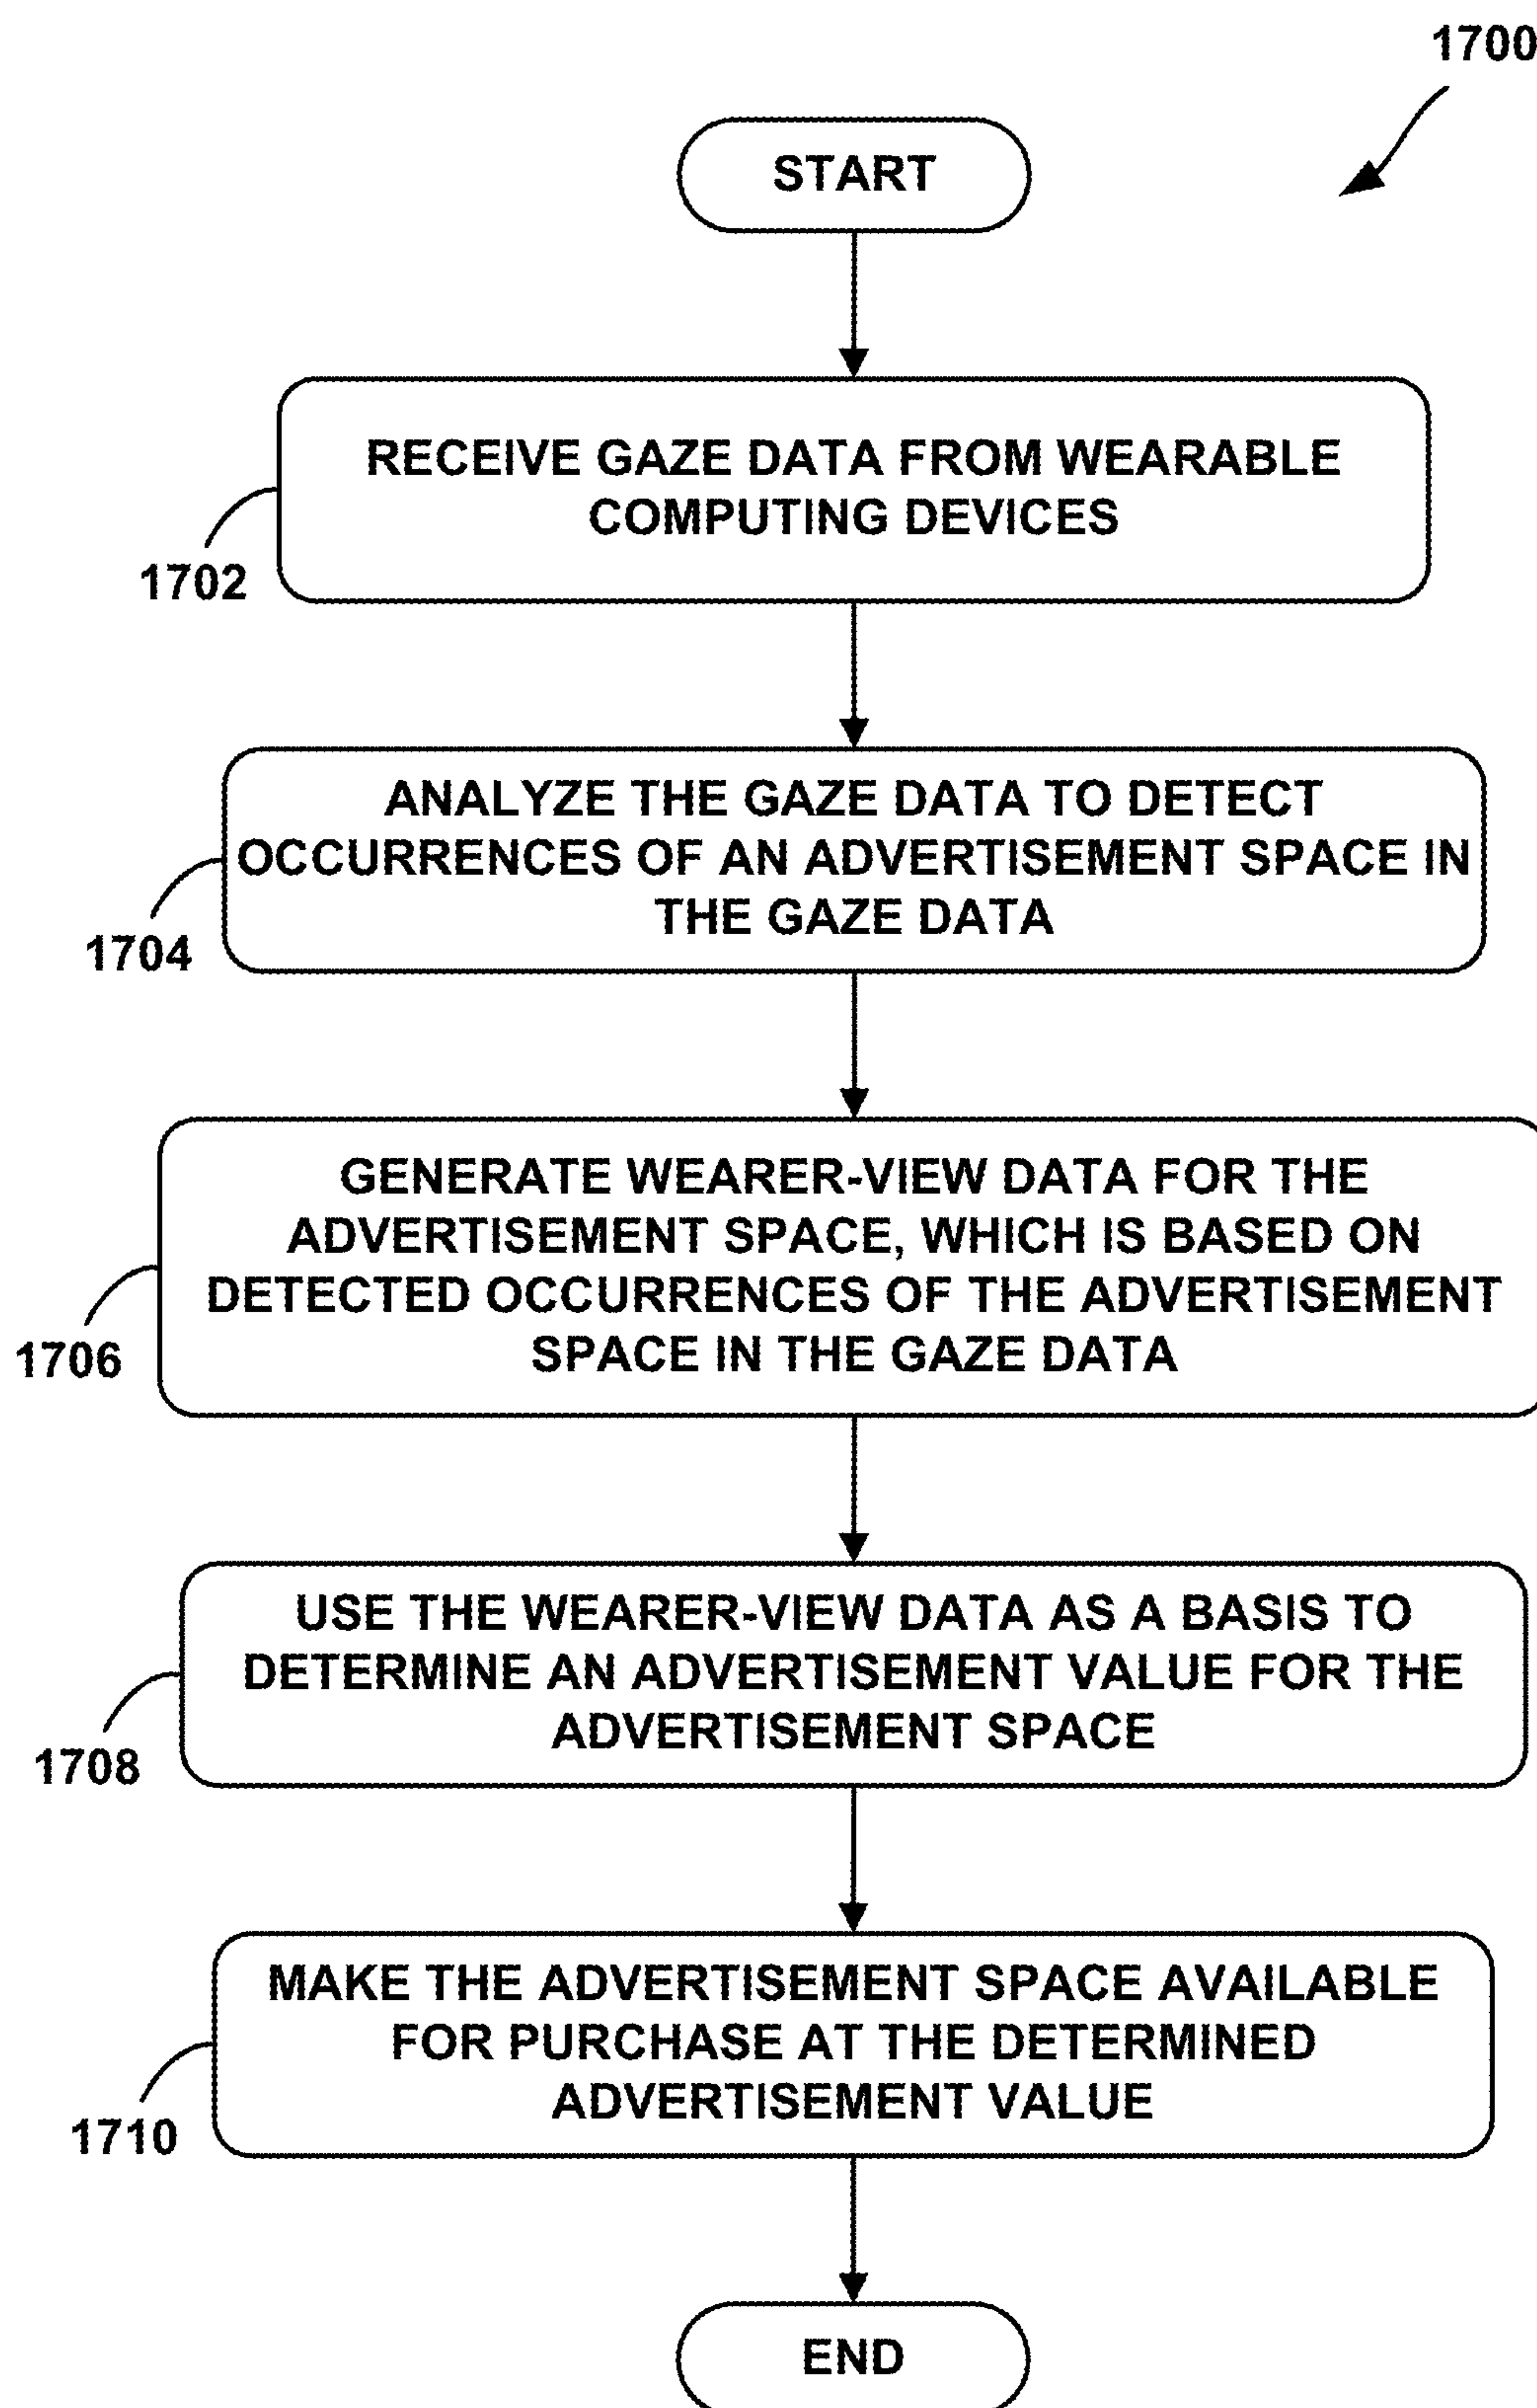 1700
START
RECEIVE GAZE DATA FROM WEARABLE
COMPUTING DEVICES
1702
ANALYZE THE GAZE DATA TO DETECT
OCCURRENCES OF AN ADVERTISEMENT SPACE IN
THE GAZE DATA
1704
GENERATE WEARER-VIEW DATA FOR THE
ADVERTISEMENT SPACE, WHICH IS BASED ON
DETECTED OCCURRENCES OF THE ADVERTISEMENT
SPACE IN THE GAZE DATA
1706
USE THE WEARER-VIEW DATA AS A BASIS TO
DETERMINE AN ADVERTISEMENT VALUE FOR THE
ADVERTISEMENT SPACE
1708
MAKE THE ADVERTISEMENT SPACE AVAILABLE
FOR PURCHASE AT THE DETERMINED
ADVERTISEMENT VALUE
1710
END